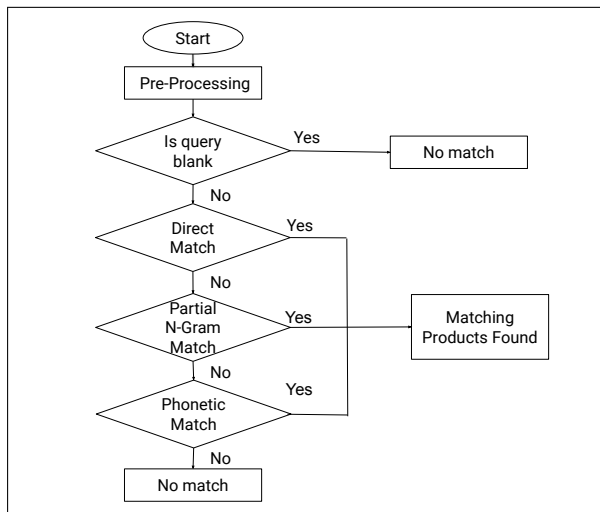 Start
Pre-Processing
Is query
blank
Yes
No match
No
Direct
Match
Yes
No
Partial
N-Gram
Match
Yes
Matching
Products Found
No
Phonetic
Match
Yes
No
No match